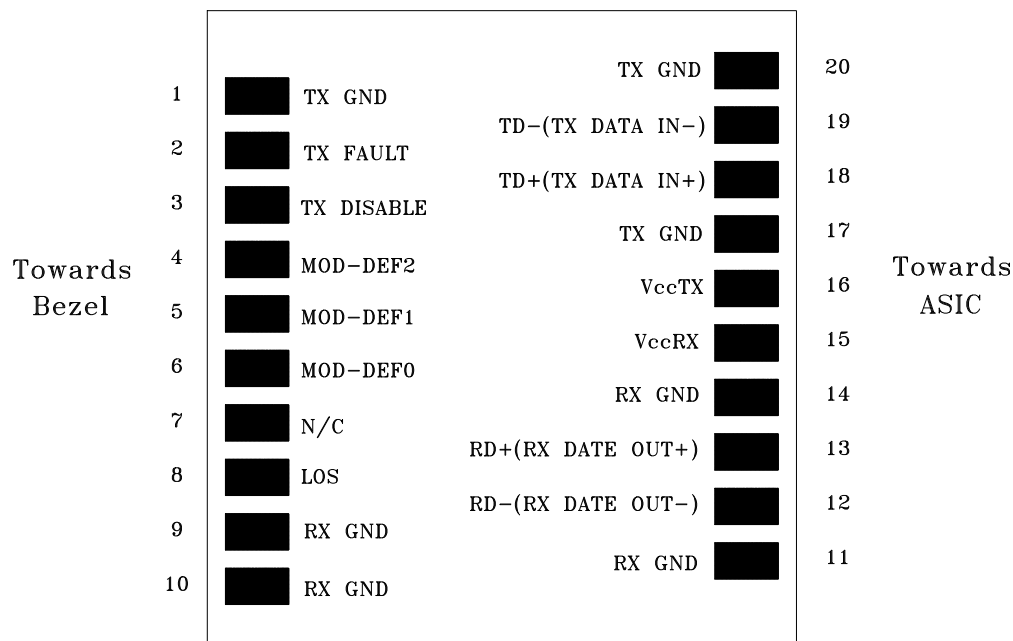 Towards
Bezel
1 TX GND
2 TX FAULT
3 TX DISABLE
4 MOD-DEF2
5 MOD-DEF1
6 MOD-DEF0
7 N/C
8 LOS
9 RX GND
10 RX GND
TX GND 20
TD-(TX DATA IN-) 19
TD+(TX DATA IN+) 18
TX GND 17
VccTX 16
VccRX 15
RX GND 14
RD+(RX DATE OUT+) 13
RD-(RX DATE OUT-) 12
RX GND 11
Towards
ASIC